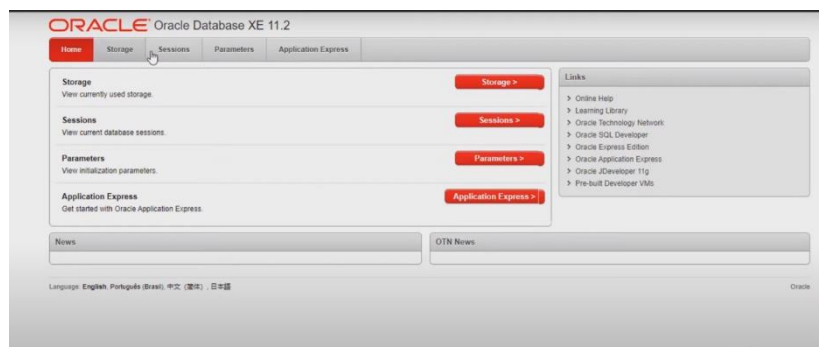 ORACLE Oracle Database XE 11.2
Home Storage Sessions Parameters Application Express
Storage
View currently used storage.
Storage >
Sessions
View current database sessions.
Sessions >
Parameters
View initialization parameters.
Parameters >
Application Express
Get started with Oracle Application Express.
Application Express >
Links
> Online Help
> Learning Library
> Oracle Technology Network
> Oracle SQL Developer
> Oracle Express Edition
> Oracle Application Express
> Oracle JDeveloper 11g
> Pre-built Developer VMs
News
OTN News
Language: English, Português (Brasil), 中文 (简体) , 日本語
Oracle